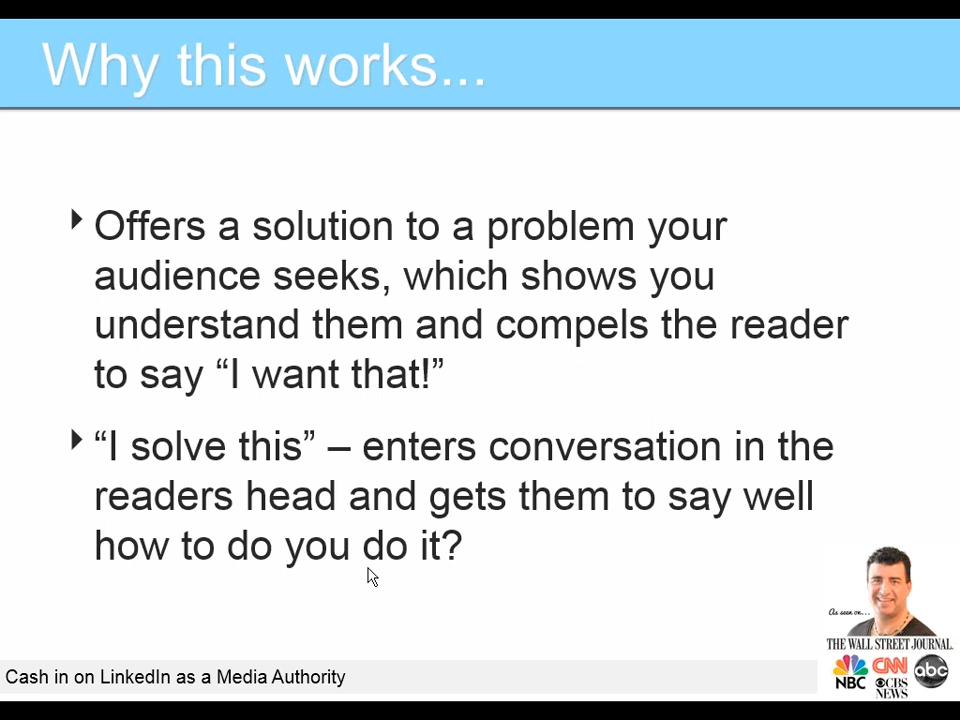 Why this works...
Offers a solution to a problem your
audience seeks, which shows you
understand them and compels the reader
to say “I want that!”
“I solve this” – enters conversation in the
readers head and gets them to say well
how to do you do it?
As seen on...
THE WALL STREET JOURNAL.
NBC CNN CBS NEWS abc
Cash in on LinkedIn as a Media Authority